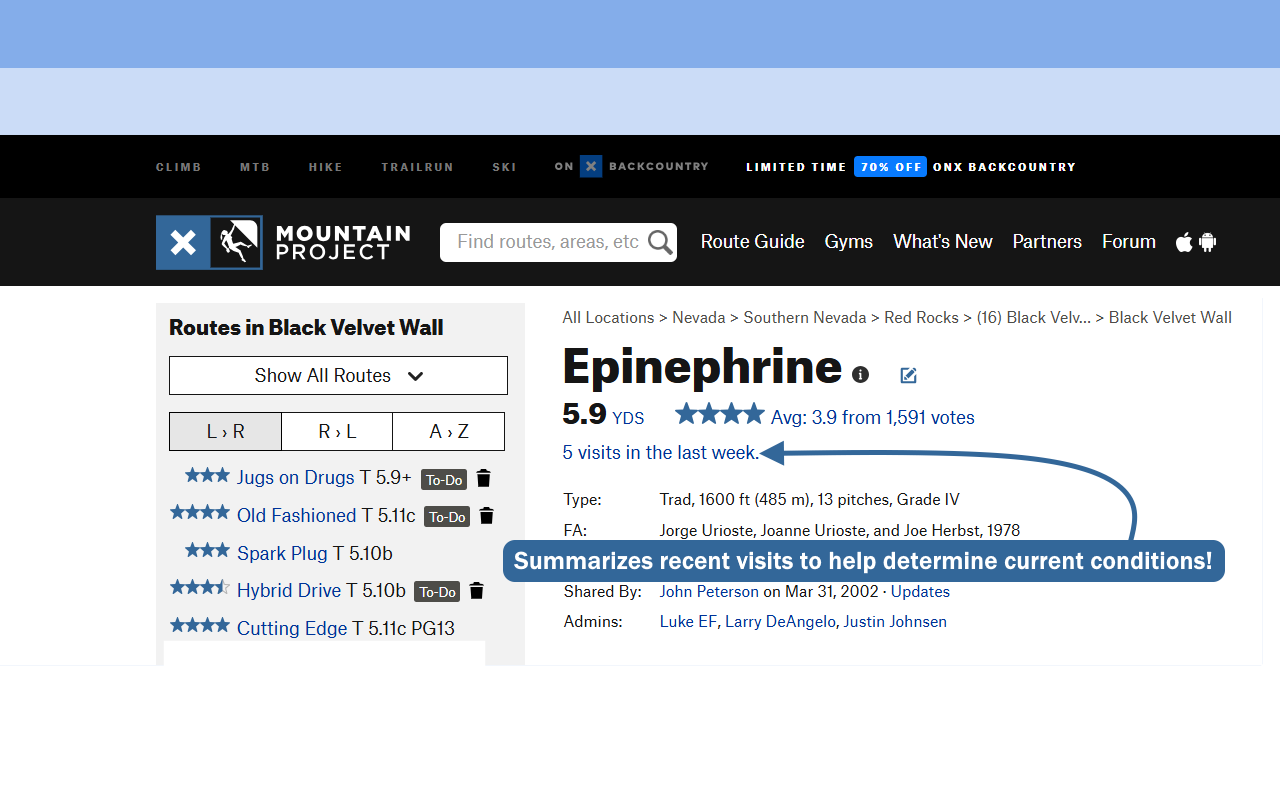 CLIMB MTB HIKE TRAILRUN SKI ON X BACKCOUNTRY LIMITED TIME 70% OFF ONX BACKCOUNTRY
MOUNTAIN
PROJECT
Find routes, areas, etc
Route Guide Gyms What's New Partners Forum
Routes in Black Velvet Wall
Show All Routes
L › R R › L A › Z
Jugs on Drugs T 5.9+ To-Do
Old Fashioned T 5.11c To-Do
Spark Plug T 5.10b
Hybrid Drive T 5.10b To-Do
Cutting Edge T 5.11c PG13
All Locations > Nevada > Southern Nevada > Red Rocks > (16) Black Velv... > Black Velvet Wall
Epinephrine
5.9 YDS Avg: 3.9 from 1,591 votes
5 visits in the last week.
Type: Trad, 1600 ft (485 m), 13 pitches, Grade IV
FA: Jorge Urioste, Joanne Urioste, and Joe Herbst, 1978
Summarizes recent visits to help determine current conditions!
Shared By: John Peterson on Mar 31, 2002 · Updates
Admins: Luke EF, Larry DeAngelo, Justin Johnsen